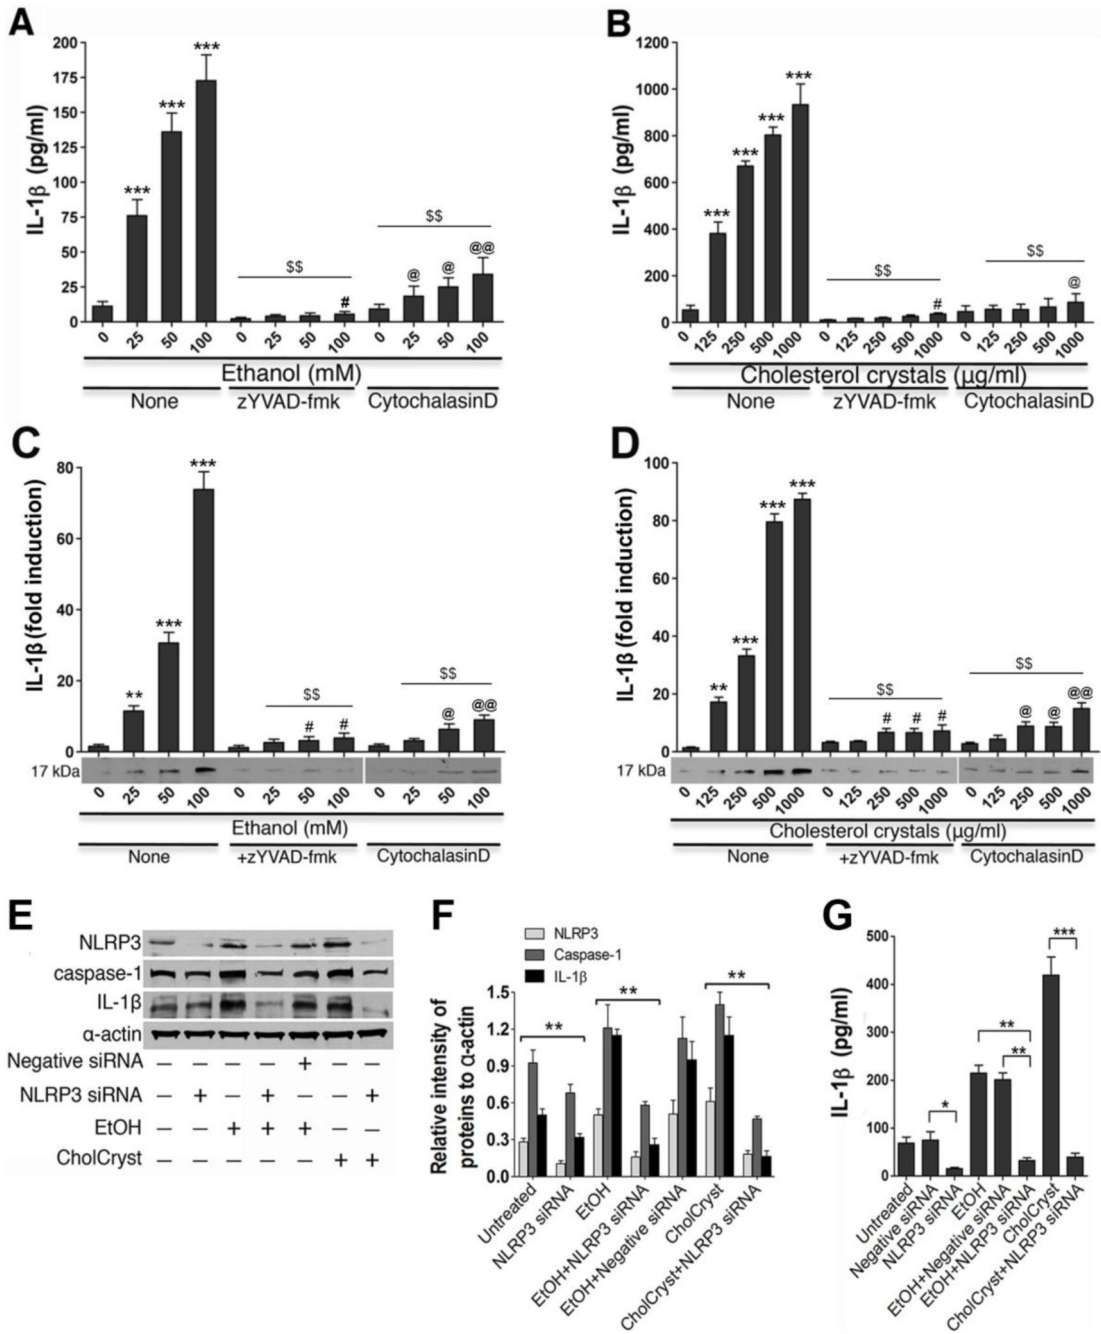 A
IL-1β (pg/ml)
200
175
150
125
100
75
50
25
0
***
***
***
$$
#
$$
@
@
@@
0 25 50 100 0 25 50 100 0 25 50 100
Ethanol (mM)
None zYVAD-fmk CytochalasinD
B
IL-1β (pg/ml)
1200
1000
800
600
400
200
0
***
***
***
***
$$
#
$$
@
0 125 250 500 1000 0 125 250 500 1000 0 125 250 500 1000
Cholesterol crystals (µg/ml)
None zYVAD-fmk CytochalasinD
C
IL-1β (fold induction)
80
60
40
20
0
**
***
***
$$
#
#
$$
@
@@
17 kDa
0 25 50 100 0 25 50 100 0 25 50 100
Ethanol (mM)
None +zYVAD-fmk CytochalasinD
D
IL-1β (fold induction)
100
80
60
40
20
0
**
***
***
***
$$
# # #
$$
@ @ @@
17 kDa
0 125 250 500 1000 0 125 250 500 1000 0 125 250 500 1000
Cholesterol crystals (µg/ml)
None +zYVAD-fmk CytochalasinD
E
NLRP3
caspase-1
IL-1β
α-actin
Negative siRNA – – – – + – –
NLRP3 siRNA – + – + – – +
EtOH – – + + + – –
CholCryst – – – – – + +
F
NLRP3
Caspase-1
IL-1β
Relative intensity of
proteins to α-actin
1.5
1.2
0.9
0.6
0.3
0.0
**
**
**
Untreated
NLRP3 siRNA
EtOH
EtOH+NLRP3 siRNA
EtOH+Negative siRNA
CholCryst
CholCryst+NLRP3 siRNA
G
IL-1β (pg/ml)
500
400
300
200
100
0
*
**
**
***
Untreated
Negative siRNA
NLRP3 siRNA
EtOH
EtOH+Negative siRNA
EtOH+NLRP3 siRNA
CholCryst
CholCryst+NLRP3 siRNA